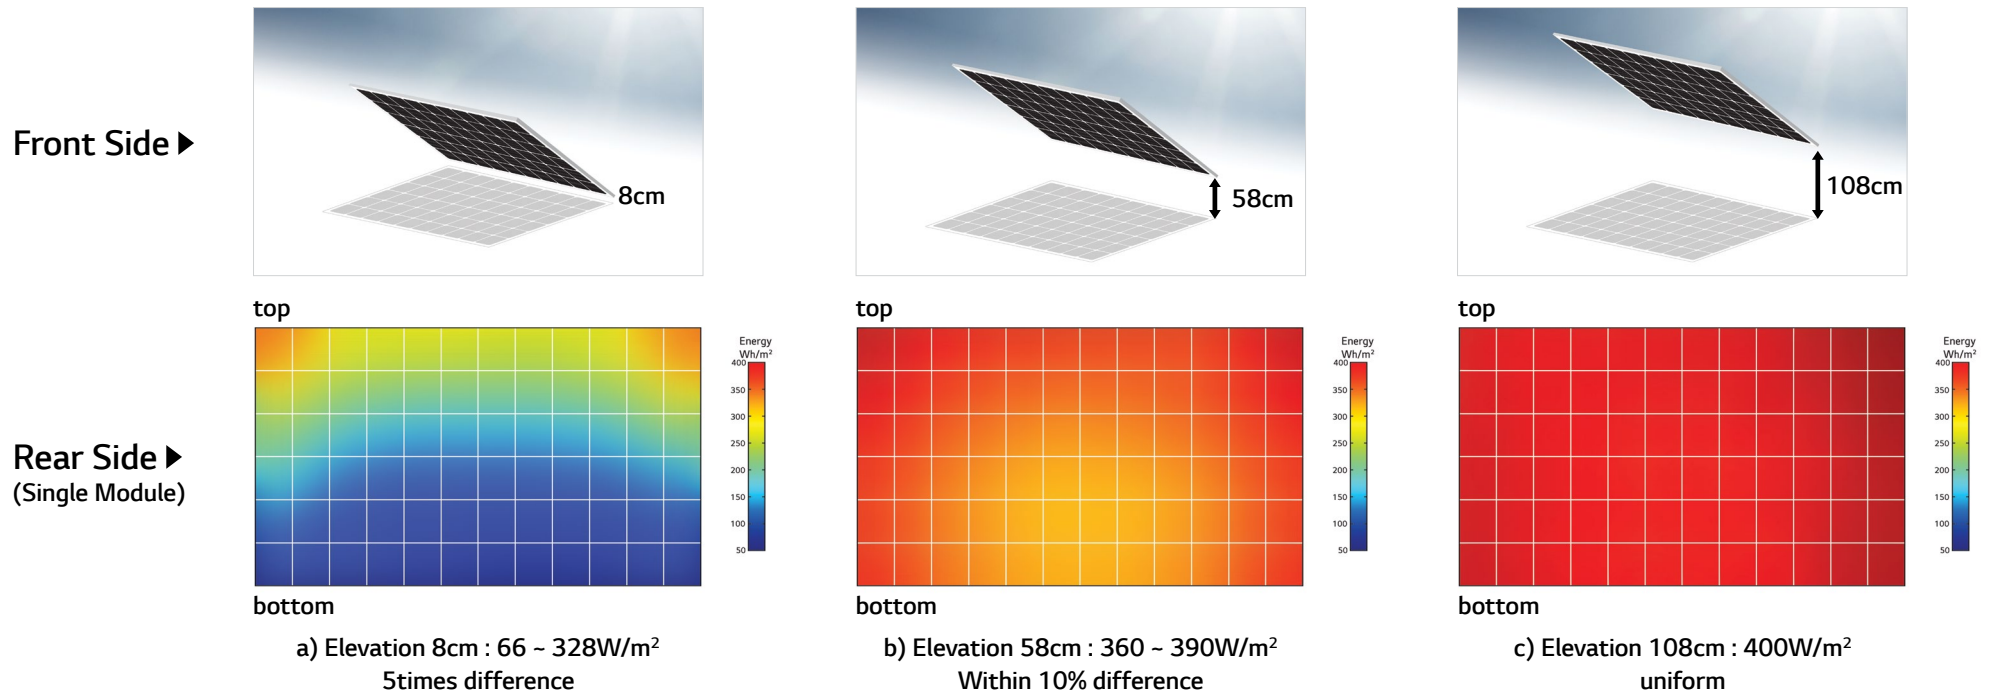 Front Side ▶
8cm
58cm
108cm
Rear Side ▶
(Single Module)
top
Energy
Wh/m²
400
350
300
250
200
150
100
50
bottom
a) Elevation 8cm : 66 ~ 328W/m²
5times difference
top
Energy
Wh/m²
400
350
300
250
200
150
100
50
bottom
b) Elevation 58cm : 360 ~ 390W/m²
Within 10% difference
top
Energy
Wh/m²
400
350
300
250
200
150
100
50
bottom
c) Elevation 108cm : 400W/m²
uniform